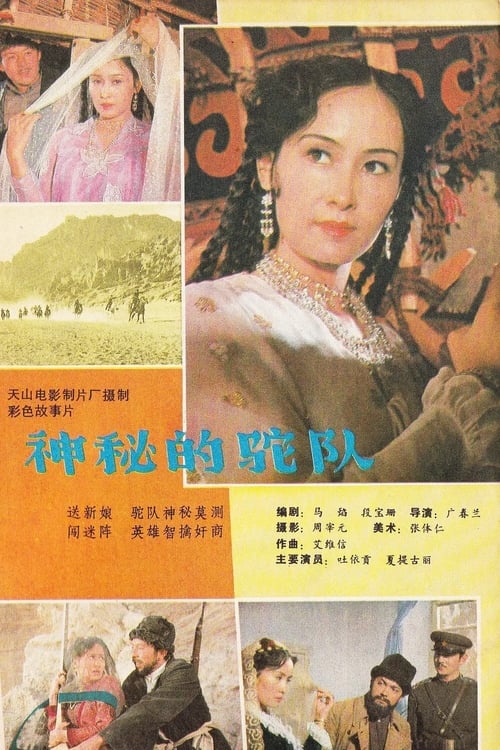 天山电影制片厂摄制
彩色故事片
神秘的驼队
送新娘 驼队神秘莫测
闯迷阵 英雄智擒奸商
编剧：马焰 段宝珊 导演：广春兰
摄影：周宰元 美术：张体仁
作曲：艾维信
主要演员：吐依贡 夏提古丽